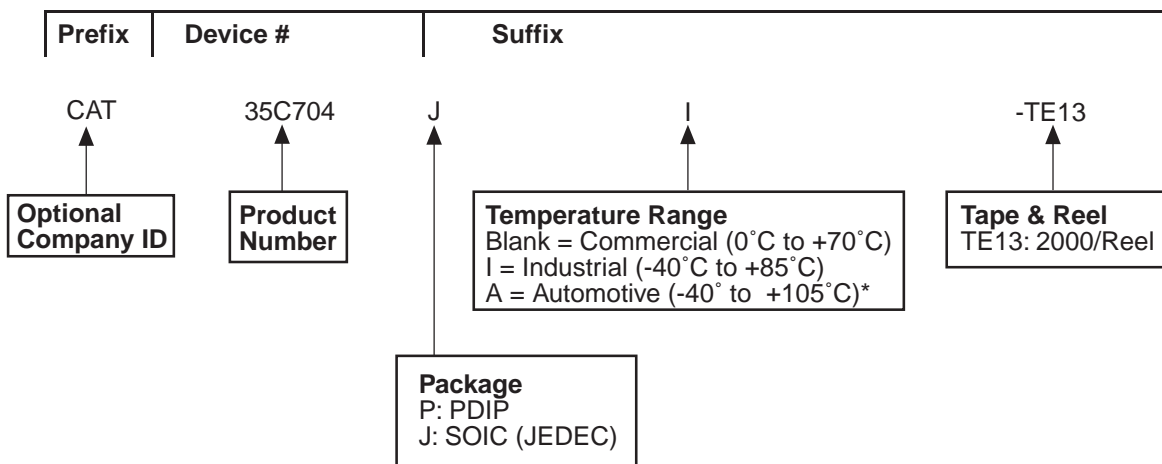 Prefix Device # Suffix
CAT 35C704 J I -TE13
Optional
Company ID
Product
Number
Temperature Range
Blank = Commercial (0˚C to +70˚C)
I = Industrial (-40˚C to +85˚C)
A = Automotive (-40˚ to +105˚C)*
Tape & Reel
TE13: 2000/Reel
Package
P: PDIP
J: SOIC (JEDEC)